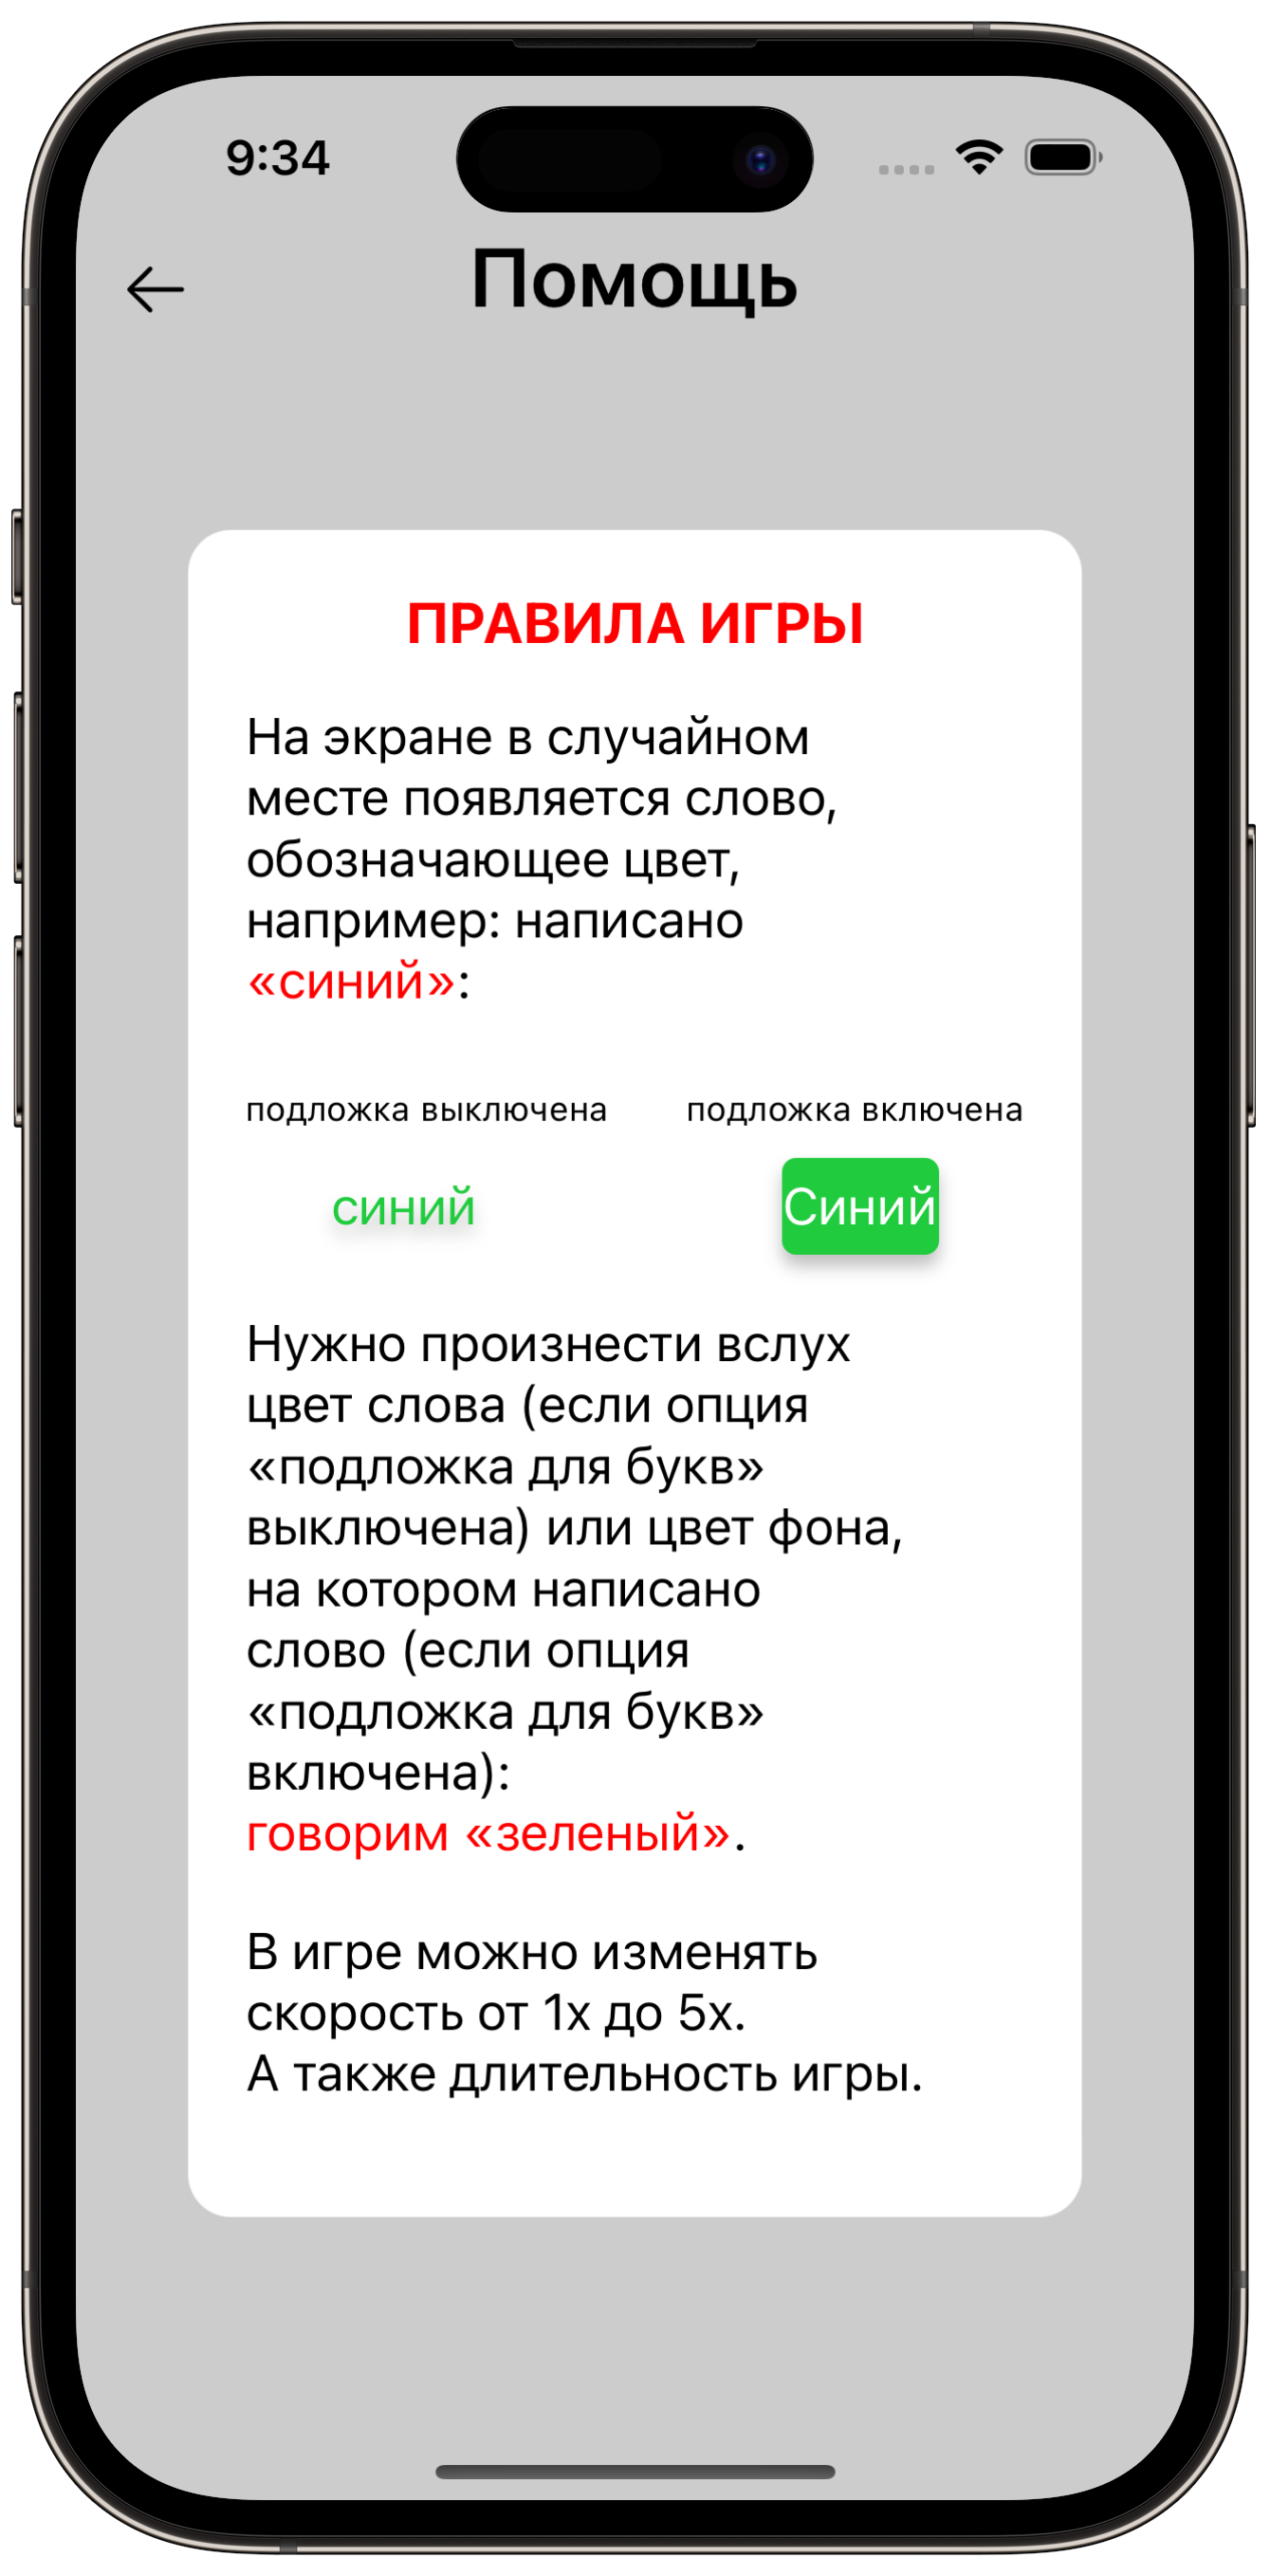 9:34
Помощь
ПРАВИЛА ИГРЫ
На экране в случайном
месте появляется слово,
обозначающее цвет,
например: написано
«синий»:
подложка выключена
подложка включена
синий
Синий
Нужно произнести вслух
цвет слова (если опция
«подложка для букв»
выключена) или цвет фона,
на котором написано
слово (если опция
«подложка для букв»
включена):
говорим «зеленый».
В игре можно изменять
скорость от 1x до 5x.
А также длительность игры.